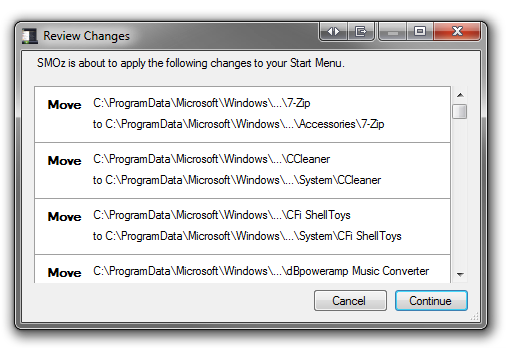 Review Changes
SMOz is about to apply the following changes to your Start Menu.
Move C:\ProgramData\Microsoft\Windows\...\7-Zip
to C:\ProgramData\Microsoft\Windows\...\Accessories\7-Zip
Move C:\ProgramData\Microsoft\Windows\...\CCleaner
to C:\ProgramData\Microsoft\Windows\...\System\CCleaner
Move C:\ProgramData\Microsoft\Windows\...\CFi ShellToys
to C:\ProgramData\Microsoft\Windows\...\System\CFi ShellToys
Move C:\ProgramData\Microsoft\Windows\...\dBpoweramp Music Converter
Cancel Continue